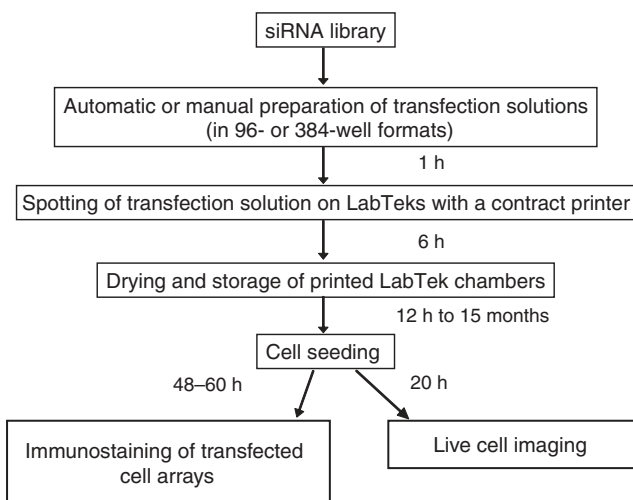 siRNA library
Automatic or manual preparation of transfection solutions
(in 96- or 384-well formats)
1 h
Spotting of transfection solution on LabTeks with a contract printer
6 h
Drying and storage of printed LabTek chambers
12 h to 15 months
Cell seeding
48–60 h
20 h
Immunostaining of transfected
cell arrays
Live cell imaging